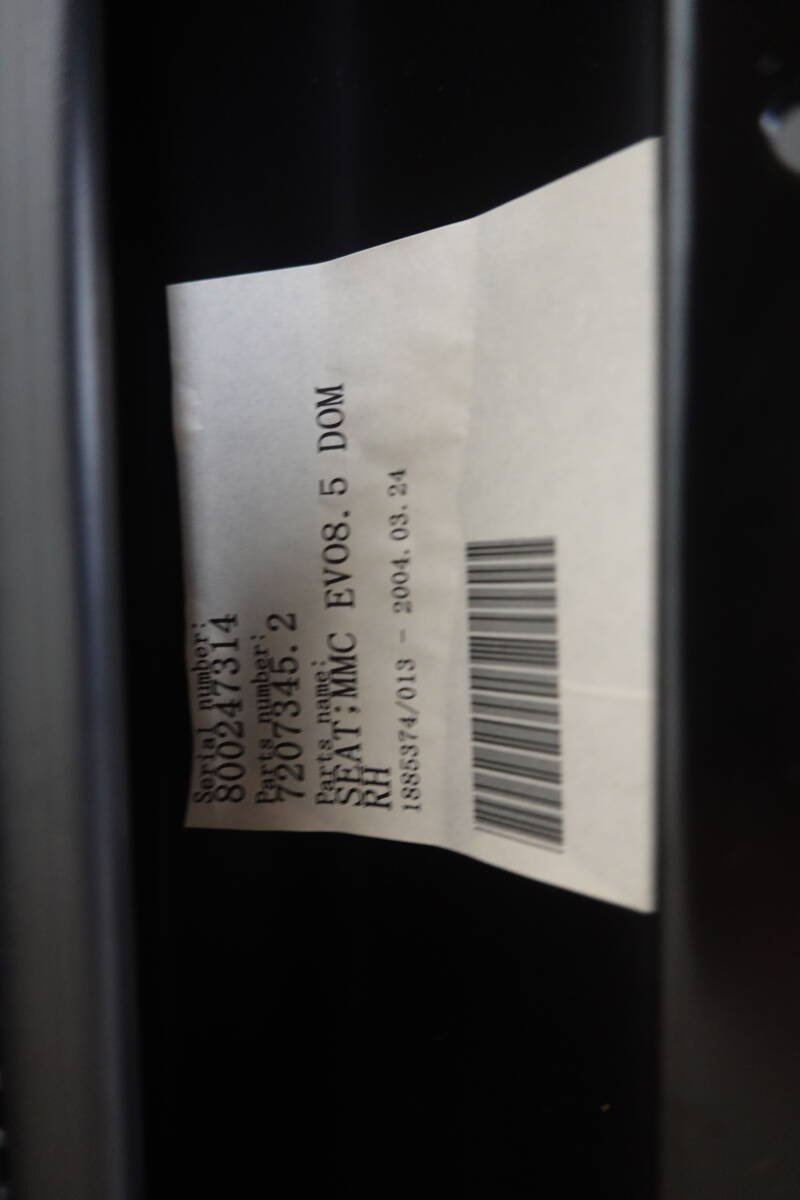 Serial number:
800247314
Parts number:
7207345.2
Parts name:
SEAT;MMC EVO8.5 DOM
RH
1885374/013 - 2004.03.24